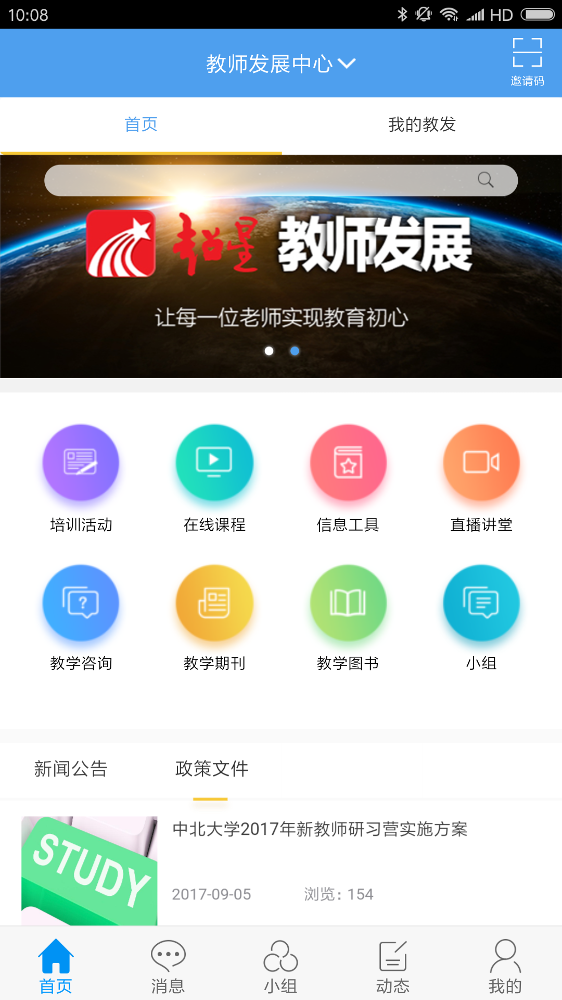 10:08
HD
教师发展中心
邀请码
首页
我的教发
超星 教师发展
让每一位老师实现教育初心
培训活动
在线课程
信息工具
直播讲堂
教学咨询
教学期刊
教学图书
小组
新闻公告
政策文件
中北大学2017年新教师研习营实施方案
STUDY
2017-09-05
浏览：154
首页
消息
小组
动态
我的